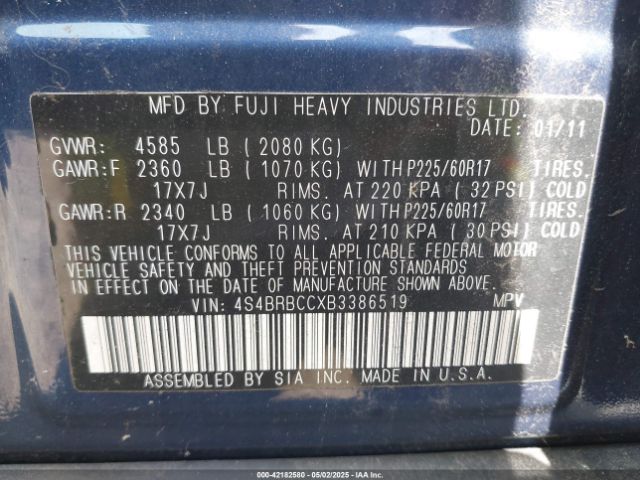 MFD BY FUJI HEAVY INDUSTRIES LTD.
DATE: 01/11
GVWR: 4585 LB ( 2080 KG)
GAWR:F 2360 LB ( 1070 KG) WITH P225/60R17 TIRES.
17X7J RIMS. AT 220 KPA ( 32 PSI) COLD
GAWR:R 2340 LB ( 1060 KG) WITH P225/60R17 TIRES.
17X7J RIMS. AT 210 KPA ( 30 PSI) COLD
THIS VEHICLE CONFORMS TO ALL APPLICABLE FEDERAL MOTOR
VEHICLE SAFETY AND THEFT PREVENTION STANDARDS
IN EFFECT ON THE DATE OF MANUFACTURE SHOWN ABOVE.
VIN: 4S4BRBCCXB3386519 MPV
ASSEMBLED BY SIA INC. MADE IN U.S.A.
000-42182580 - 05/02/2025 - IAAI.COM